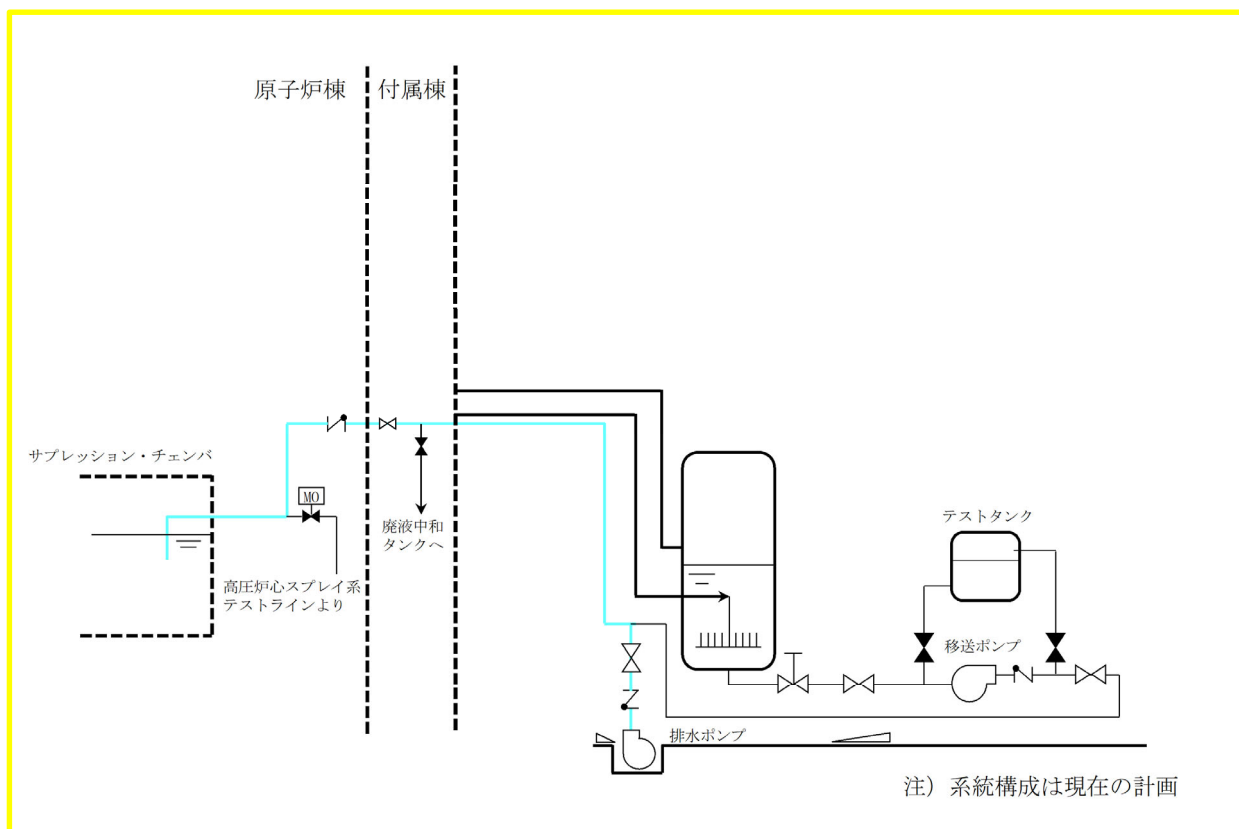 原子炉棟
付属棟
サプレッション・チェンバ
MO
高圧炉心スプレイ系
テストラインより
廃液中和
タンクへ
テストタンク
移送ポンプ
排水ポンプ
注）系統構成は現在の計画